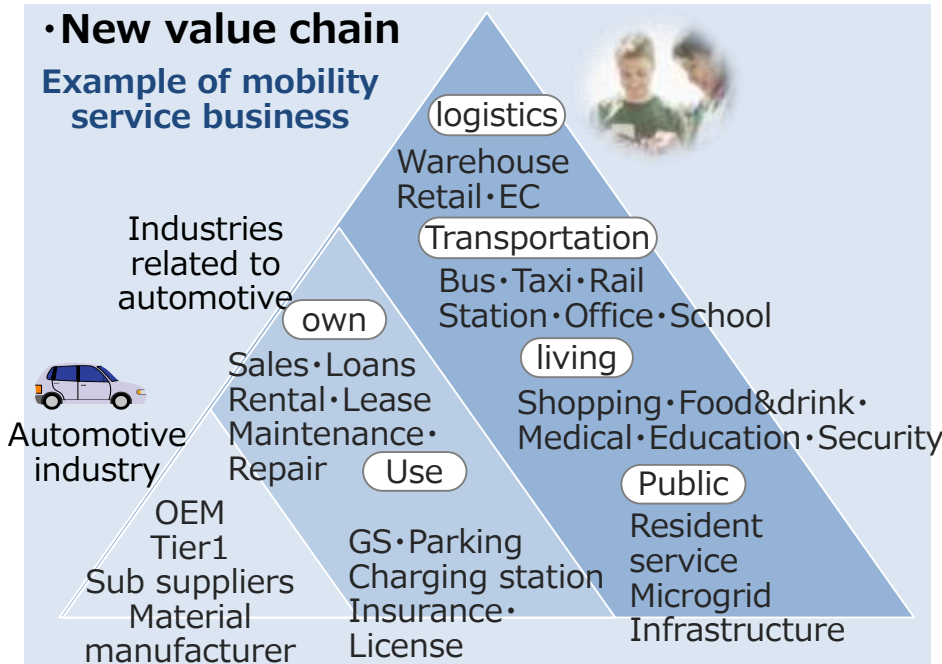 ・New value chain
Example of mobility
service business
logistics
Warehouse
Retail・EC
Transportation
Bus・Taxi・Rail
Station・Office・School
living
Shopping・Food&drink・
Medical・Education・Security
Public
Resident
service
Microgrid
Infrastructure
Industries
related to
automotive
own
Sales・Loans
Rental・Lease
Maintenance・
Repair
Use
GS・Parking
Charging station
Insurance・
License
Automotive
industry
OEM
Tier1
Sub suppliers
Material
manufacturer